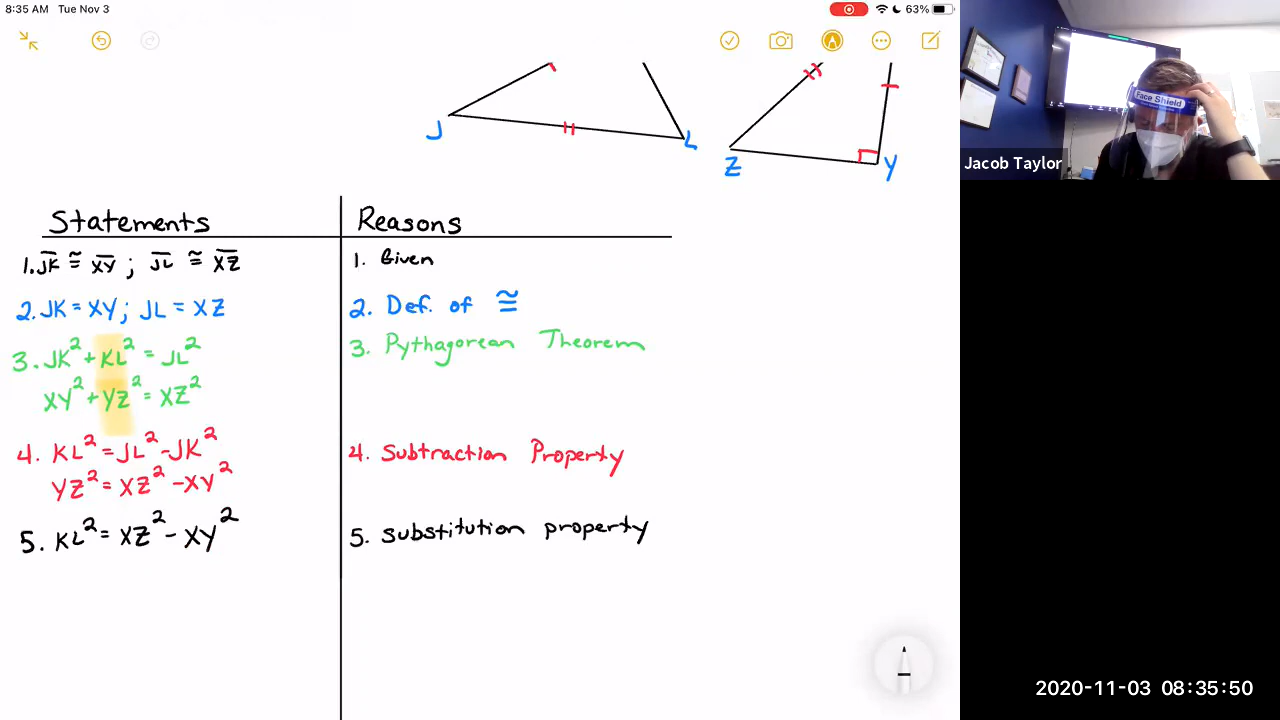 8:35 AM Tue Nov 3
63%
J
L
Z
Y
Face Shield
Jacob Taylor
Statements
Reasons
1. JK ≅ XY ; JL ≅ XZ
1. Given
2. JK = XY; JL = XZ
2. Def. of ≅
3. JK² + KL² = JL²
3. Pythagorean Theorem
XY² + YZ² = XZ²
4. KL² = JL² - JK²
4. Subtraction Property
YZ² = XZ² - XY²
5. KL² = XZ² - XY²
5. substitution property
2020-11-03 08:35:50